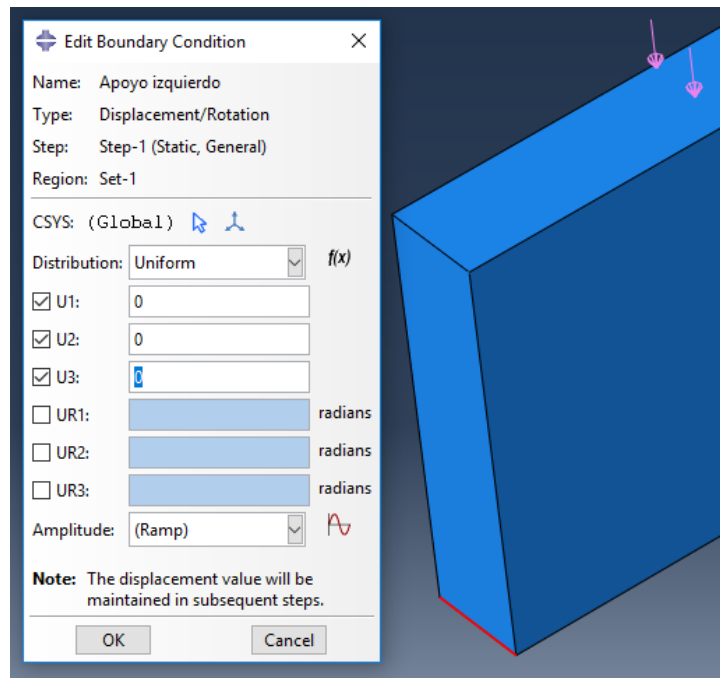 Edit Boundary Condition
Name: Apoyo izquierdo
Type: Displacement/Rotation
Step: Step-1 (Static, General)
Region: Set-1
CSYS: (Global)
Distribution: Uniform f(x)
U1: 0
U2: 0
U3: 0
UR1: radians
UR2: radians
UR3: radians
Amplitude: (Ramp)
Note: The displacement value will be
maintained in subsequent steps.
OK Cancel